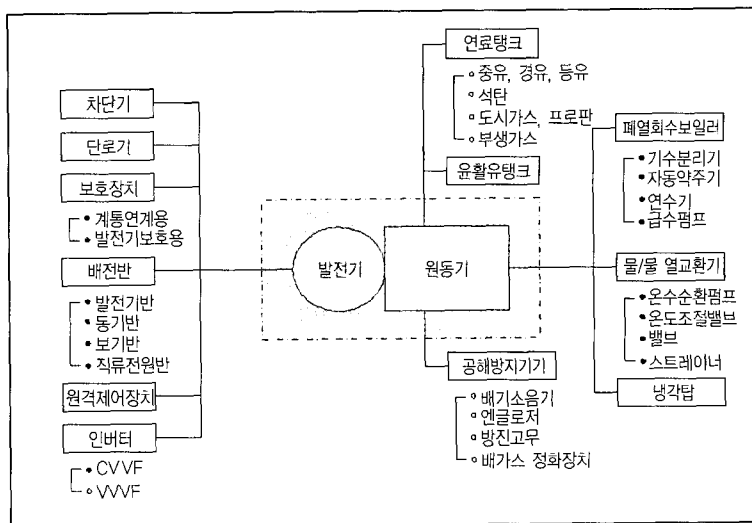 차단기
단로기
보호장치
• 계통연계용
• 발전기보호용
배전반
• 발전기반
• 동기반
• 보기반
• 직류전원반
원격제어장치
인버터
• CVVF
∘ VVVF
발전기
원동기
연료탱크
∘ 중유, 경유, 등유
∘ 석탄
∘ 도시가스, 프로판
∘ 부생가스
윤활유탱크
공해방지기기
∘ 배기소음기
∘ 엔클로저
∘ 방진고무
∘ 배가스 정화장치
폐열회수보일러
• 기수분리기
• 자동약주기
• 연수기
• 급수펌프
물/물 열교환기
• 온수순환펌프
• 온도조절밸브
• 밸브
• 스트레이너
냉각탑